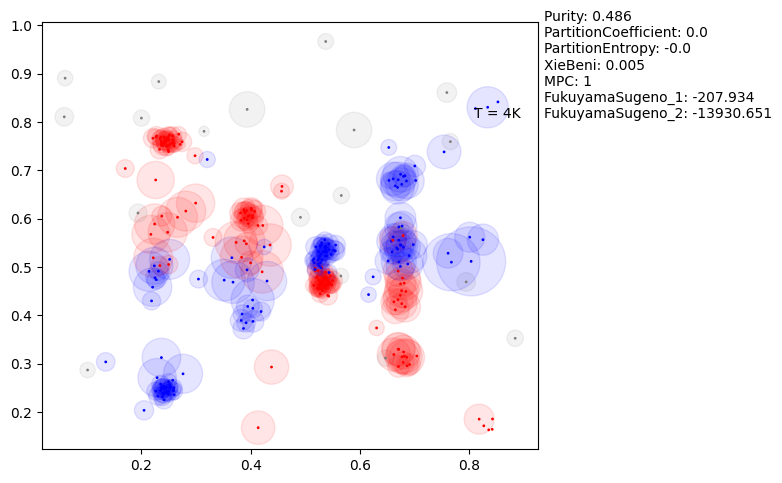 Purity: 0.486
PartitionCoefficient: 0.0
PartitionEntropy: -0.0
XieBeni: 0.005
MPC: 1
FukuyamaSugeno_1: -207.934
FukuyamaSugeno_2: -13930.651
T = 4K
1.0
0.9
0.8
0.7
0.6
0.5
0.4
0.3
0.2
0.2 0.4 0.6 0.8